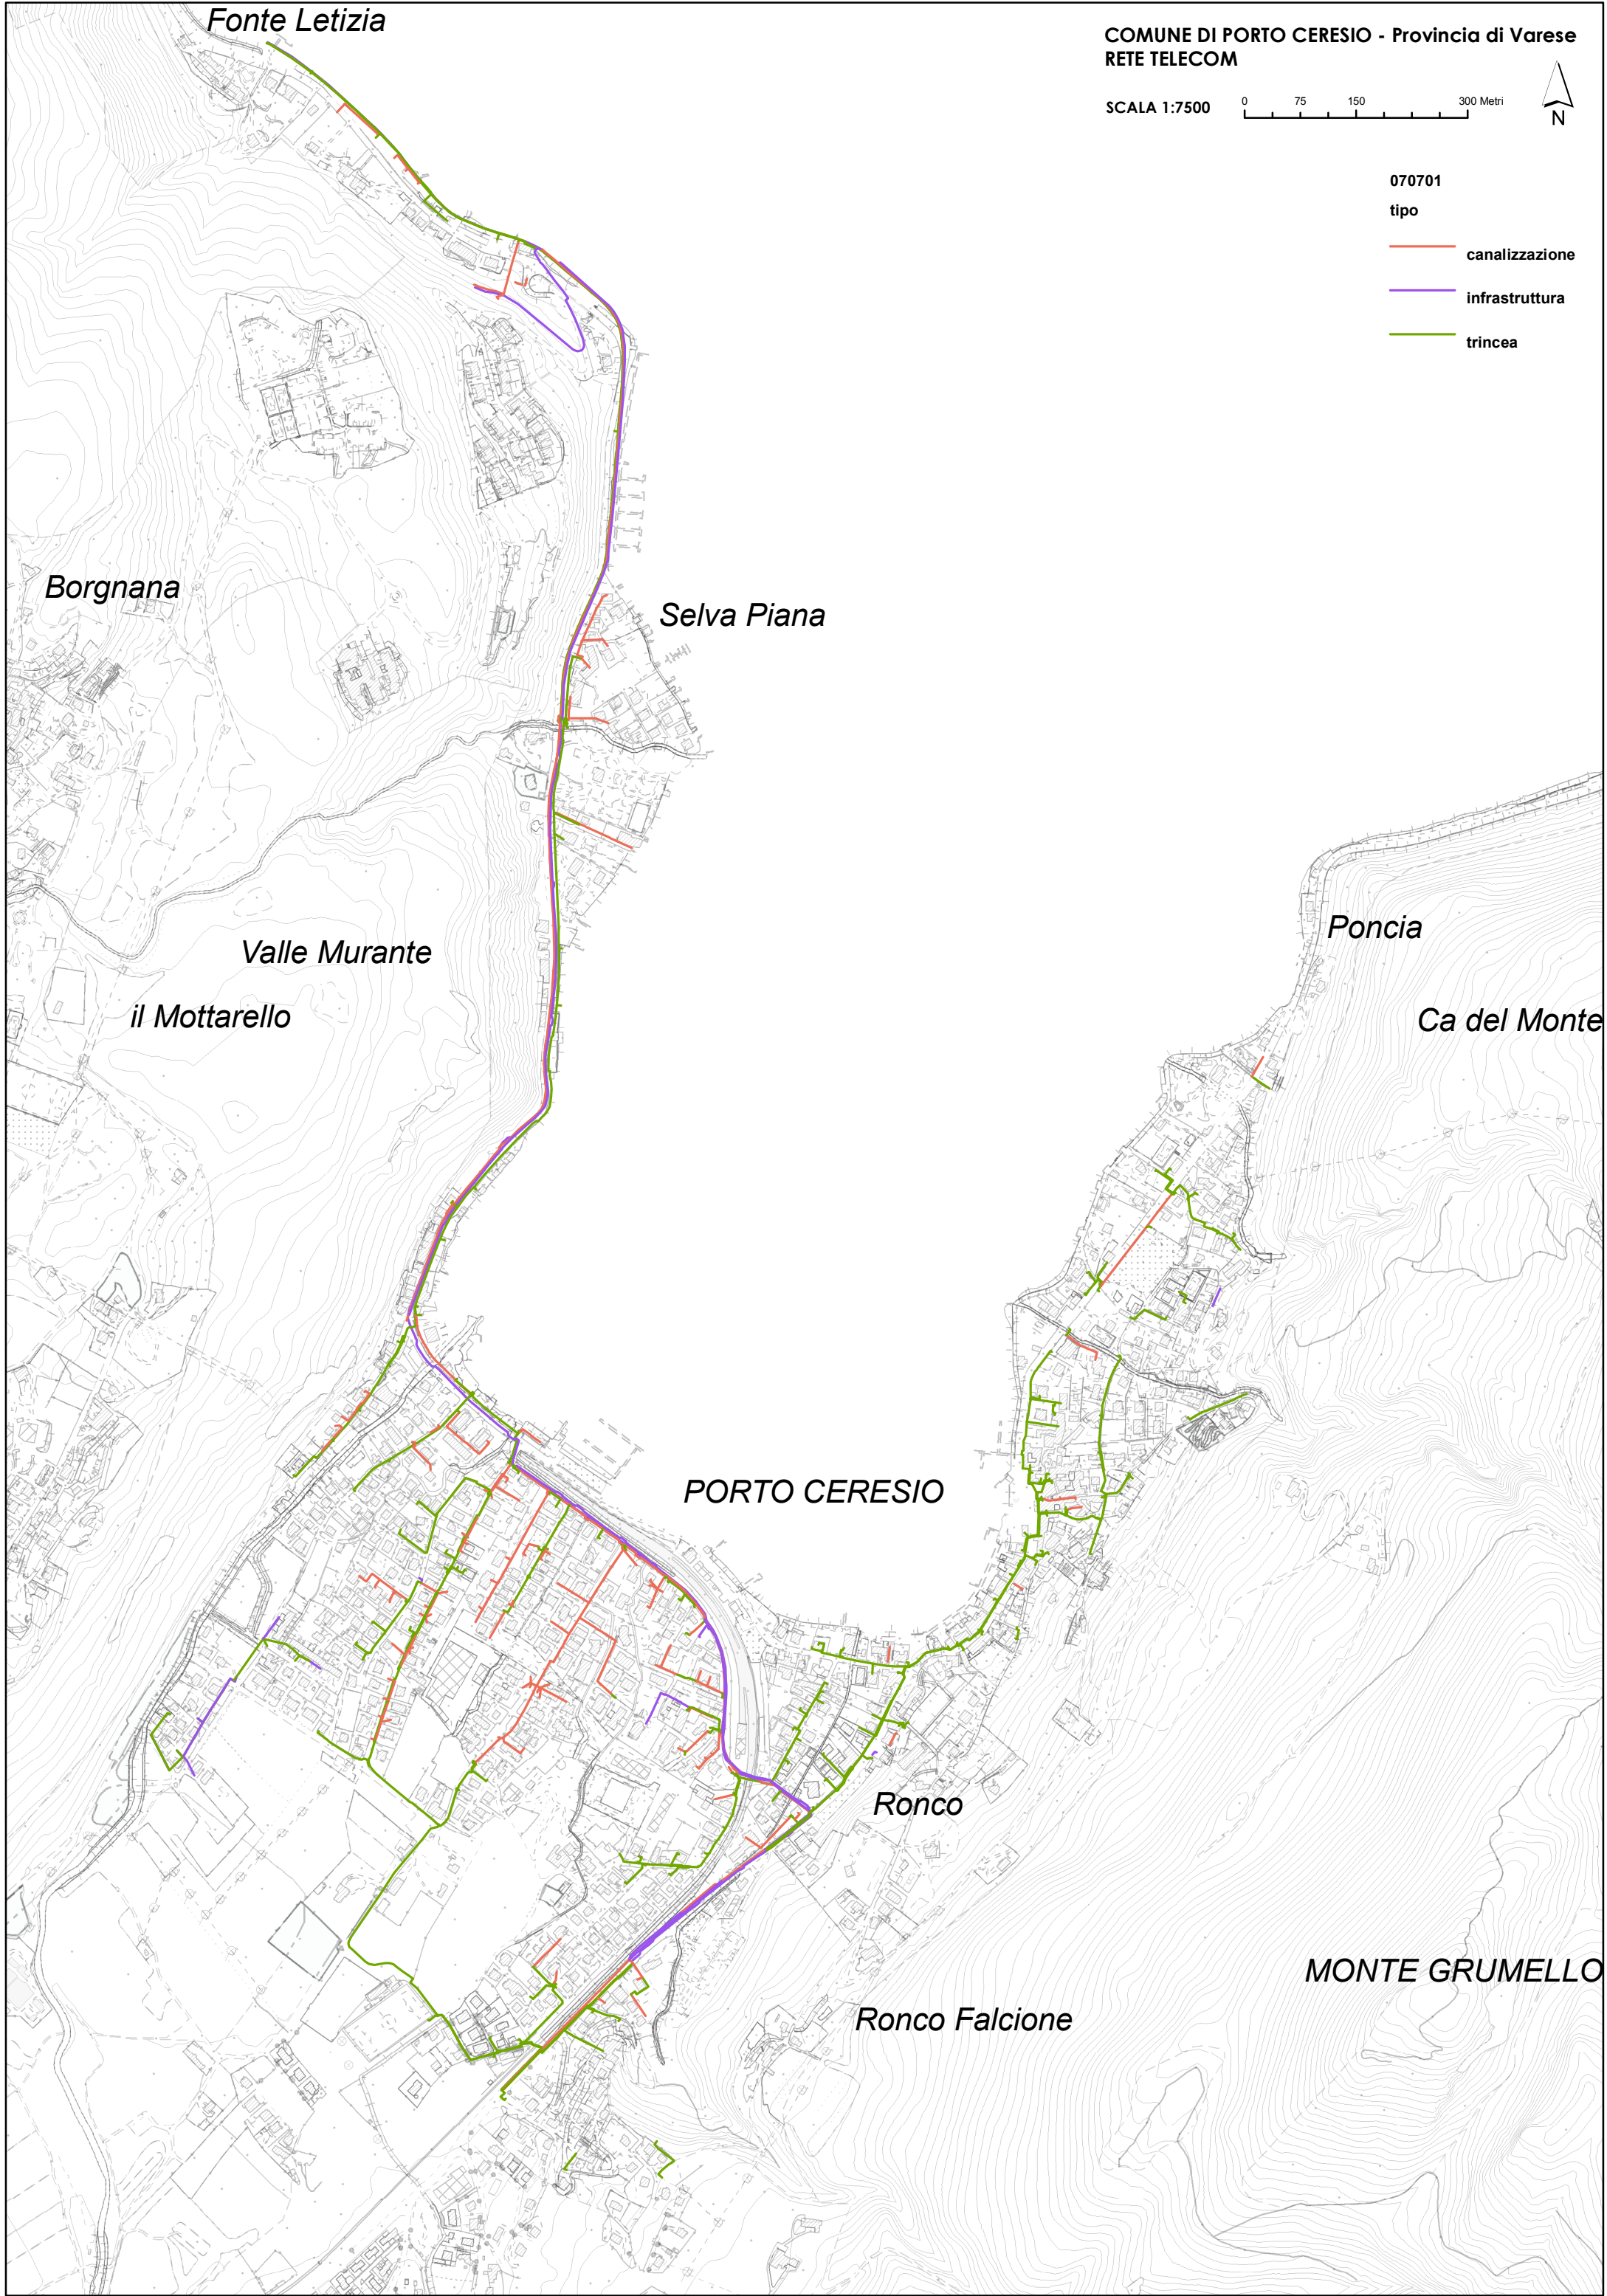 Fonte Letizia
COMUNE DI PORTO CERESIO - Provincia di Varese
RETE TELECOM
SCALA 1:7500
0 75 150 300 Metri
N
070701
tipo
canalizzazione
infrastruttura
trincea
Borgnana
Selva Piana
Poncia
Valle Murante
il Mottarello
Ca del Monte
PORTO CERESIO
Ronco
MONTE GRUMELLO
Ronco Falcione